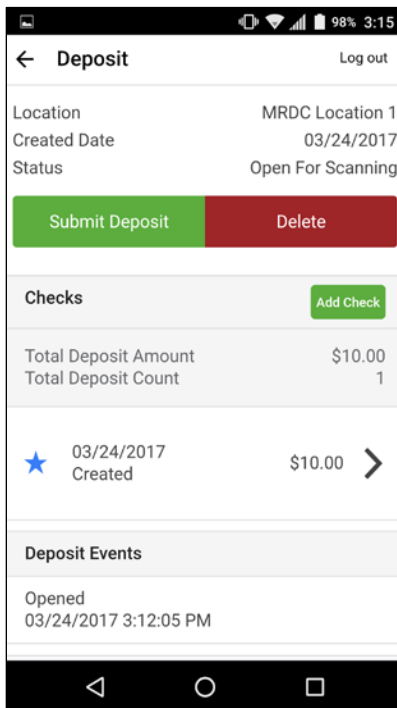 98% 3:15
Deposit Log out
Location MRDC Location 1
Created Date 03/24/2017
Status Open For Scanning
Submit Deposit Delete
Checks Add Check
Total Deposit Amount $10.00
Total Deposit Count 1
03/24/2017
Created $10.00
Deposit Events
Opened
03/24/2017 3:12:05 PM